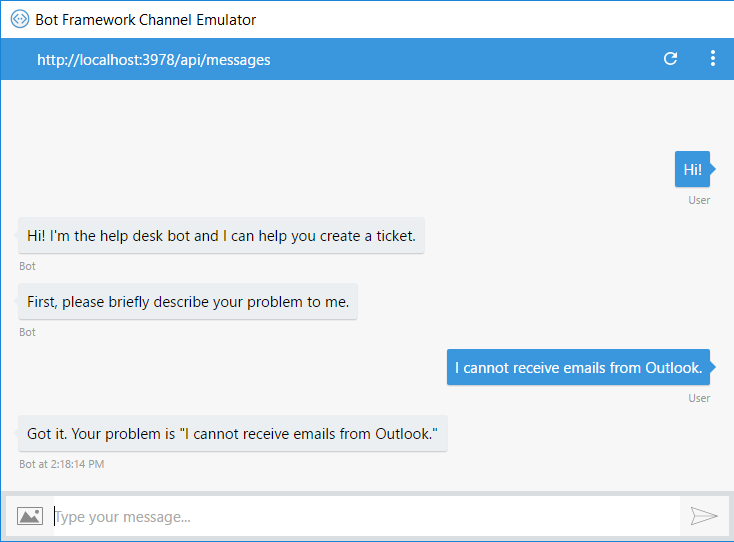 Bot Framework Channel Emulator
http://localhost:3978/api/messages
Hi!
User
Hi! I'm the help desk bot and I can help you create a ticket.
Bot
First, please briefly describe your problem to me.
Bot
I cannot receive emails from Outlook.
User
Got it. Your problem is "I cannot receive emails from Outlook."
Bot at 2:18:14 PM
Type your message...